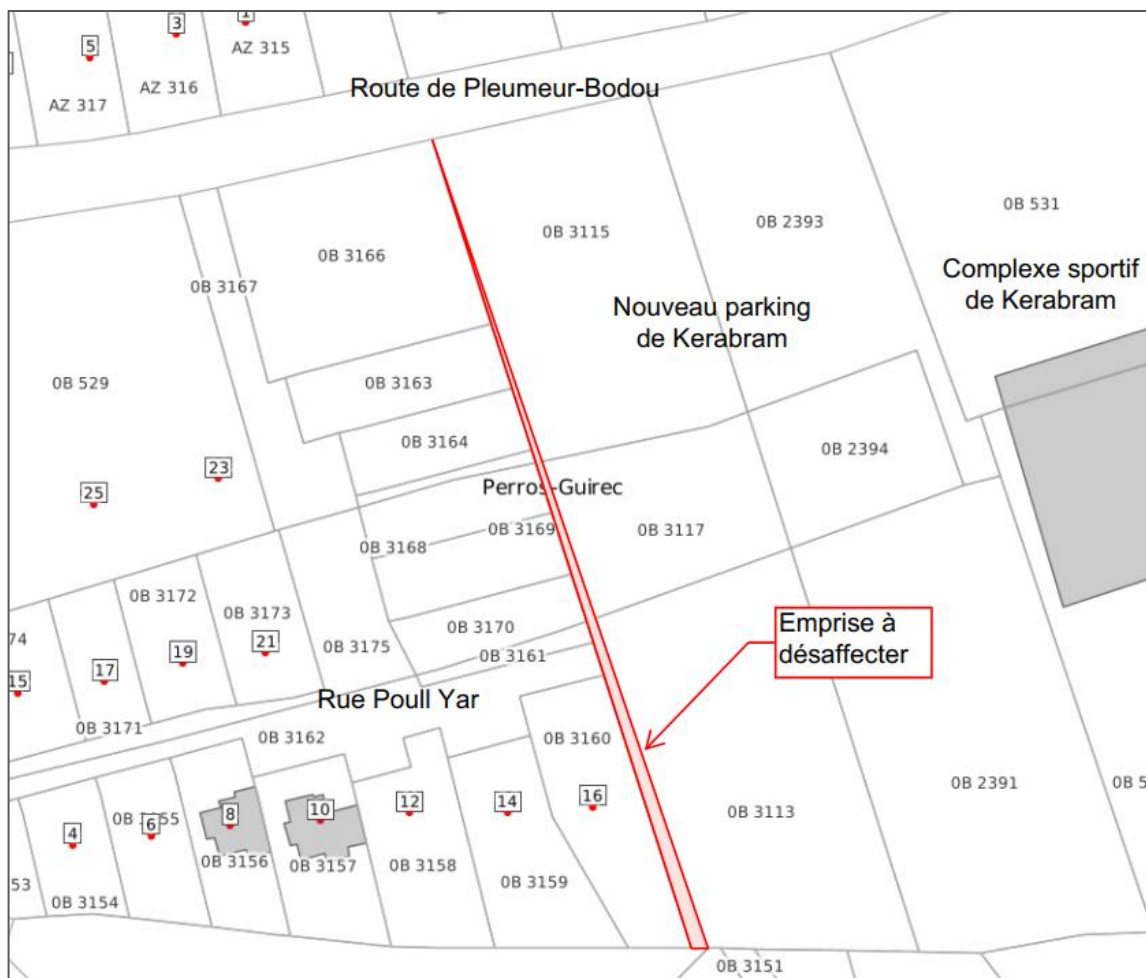 5
3
1
AZ 315
AZ 316
AZ 317
Route de Pleumeur-Bodou
0B 531
0B 2393
0B 3115
0B 3166
0B 3167
Complexe sportif
de Kerabram
Nouveau parking
de Kerabram
0B 529
0B 3163
0B 3164
0B 2394
23
25
Perros-Guirec
0B 3169
0B 3117
0B 3168
0B 3172
0B 3173
0B 3170
0B 3175
0B 3161
74
21
19
17
15
Emprise à
désaffecter
Rue Poull Yar
0B 3171
0B 3162
0B 3160
0B 2391
0B 5
16
14
12
10
8
6
4
0B 3113
0B 3156
0B 3157
0B 3158
0B 3159
53
0B 3154
0B 3151